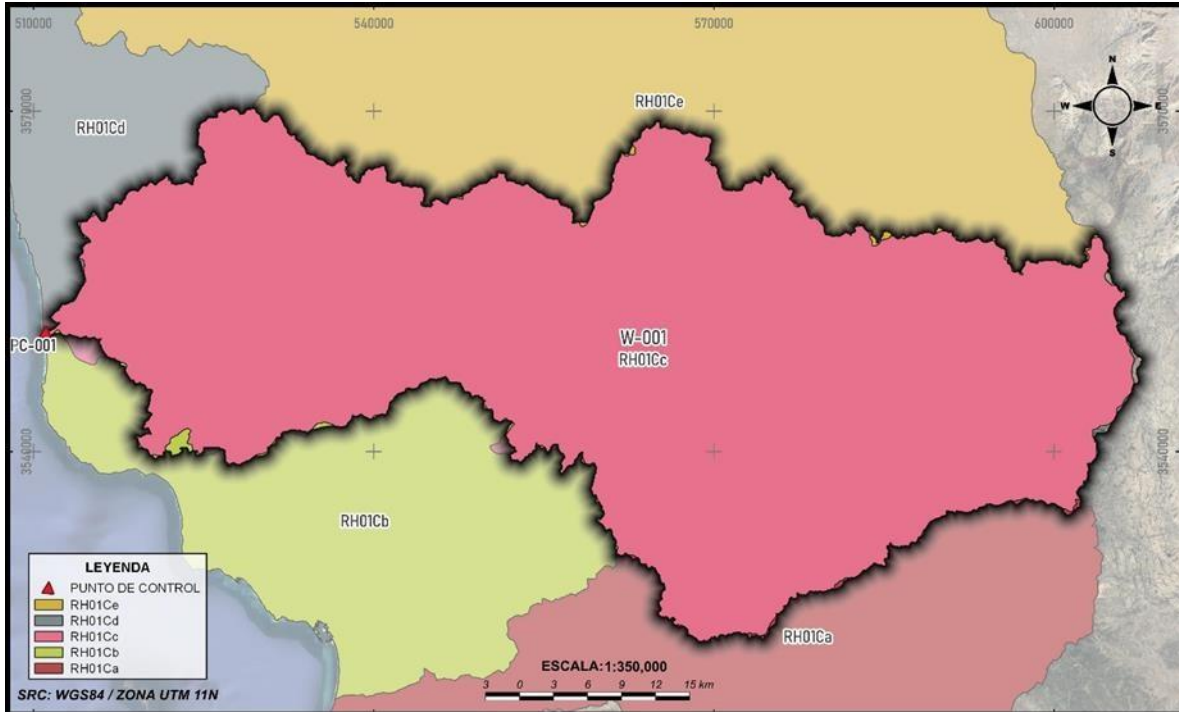 510000
540000
570000
600000
3570000
3570000
RH01Ce
RH01Cd
N
W
E
S
W-001
RH01Cc
PC-001
3540000
3540000
RH01Cb
RH01Ca
LEYENDA
PUNTO DE CONTROL
RH01Ce
RH01Cd
RH01Cc
RH01Cb
RH01Ca
SRC: WGS84 / ZONA UTM 11N
ESCALA:1:350,000
3 0 3 6 9 12 15 km